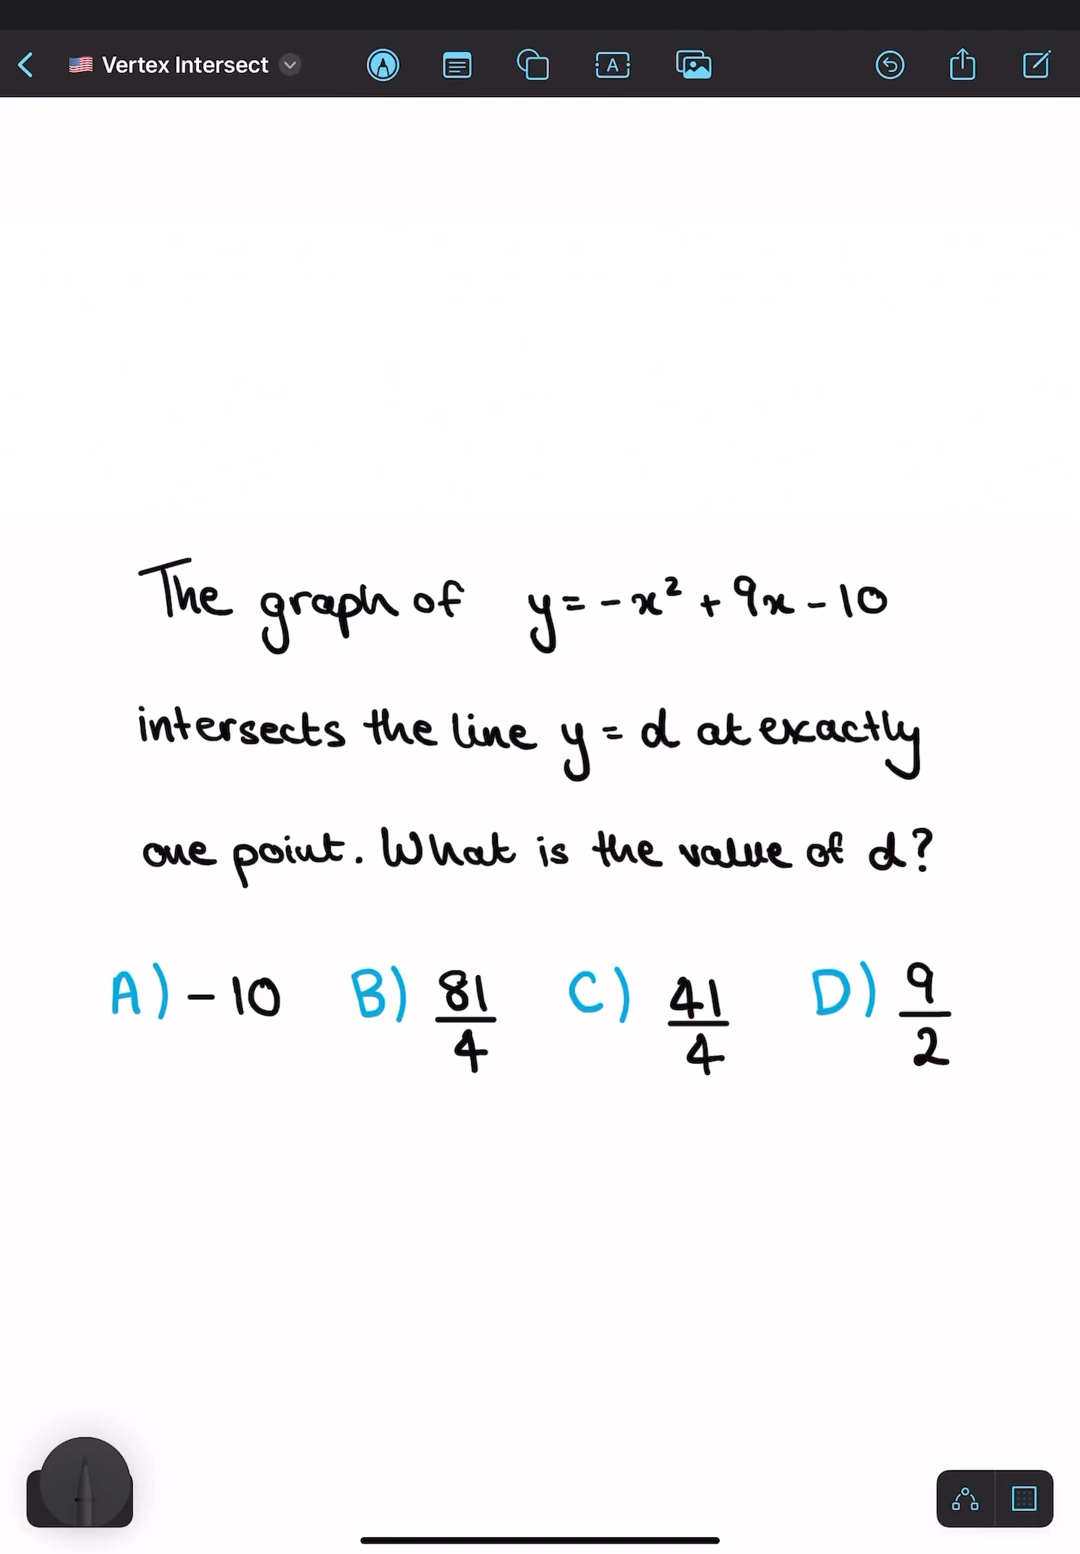 🇺🇸 Vertex Intersect
A
The graph of y = -x² + 9x - 10
intersects the line y = d at exactly
one point. What is the value of d?
A) -10 B) 81/4 C) 41/4 D) 9/2